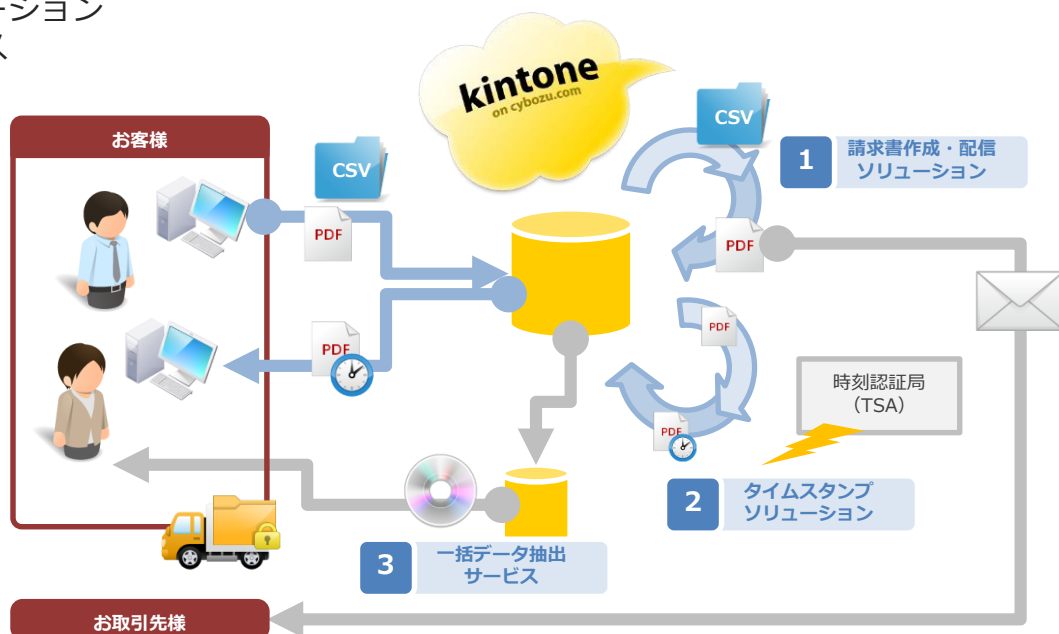 ーション
ス
kintone
on cybozu.com
お客様
CSV
CSV
1
請求書作成・配信
ソリューション
PDF
PDF
PDF
PDF
時刻認証局
（TSA）
PDF
2
タイムスタンプ
ソリューション
3
一括データ抽出
サービス
お取引先様